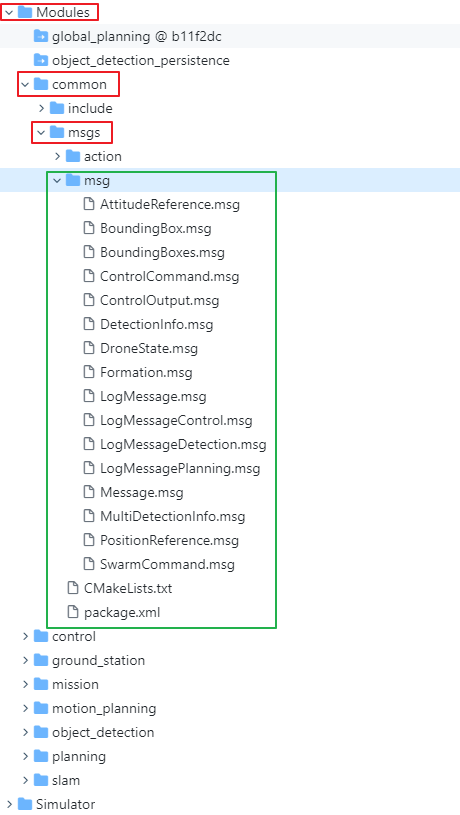 Modules
global_planning @ b11f2dc
object_detection_persistence
common
include
msgs
action
msg
AttitudeReference.msg
BoundingBox.msg
BoundingBoxes.msg
ControlCommand.msg
ControlOutput.msg
DetectionInfo.msg
DroneState.msg
Formation.msg
LogMessage.msg
LogMessageControl.msg
LogMessageDetection.msg
LogMessagePlanning.msg
Message.msg
MultiDetectionInfo.msg
PositionReference.msg
SwarmCommand.msg
CMakeLists.txt
package.xml
control
ground_station
mission
motion_planning
object_detection
planning
slam
Simulator